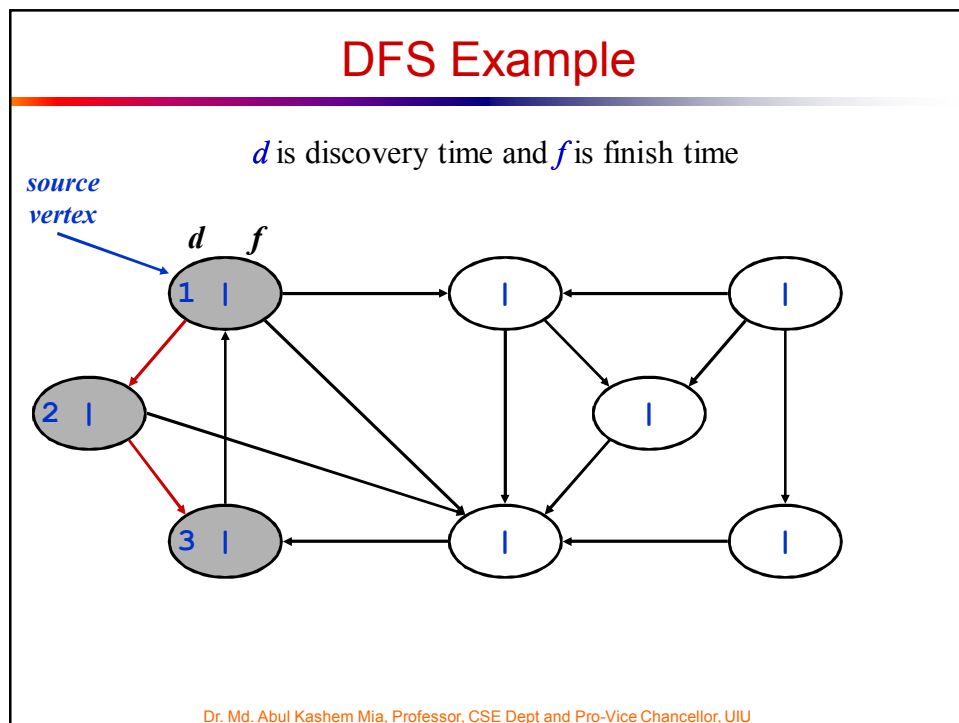 DFS Example
d is discovery time and f is finish time
source
vertex
d f
1 |
|
|
2 |
|
3 |
|
|
Dr. Md. Abul Kashem Mia, Professor, CSE Dept and Pro-Vice Chancellor, UIU